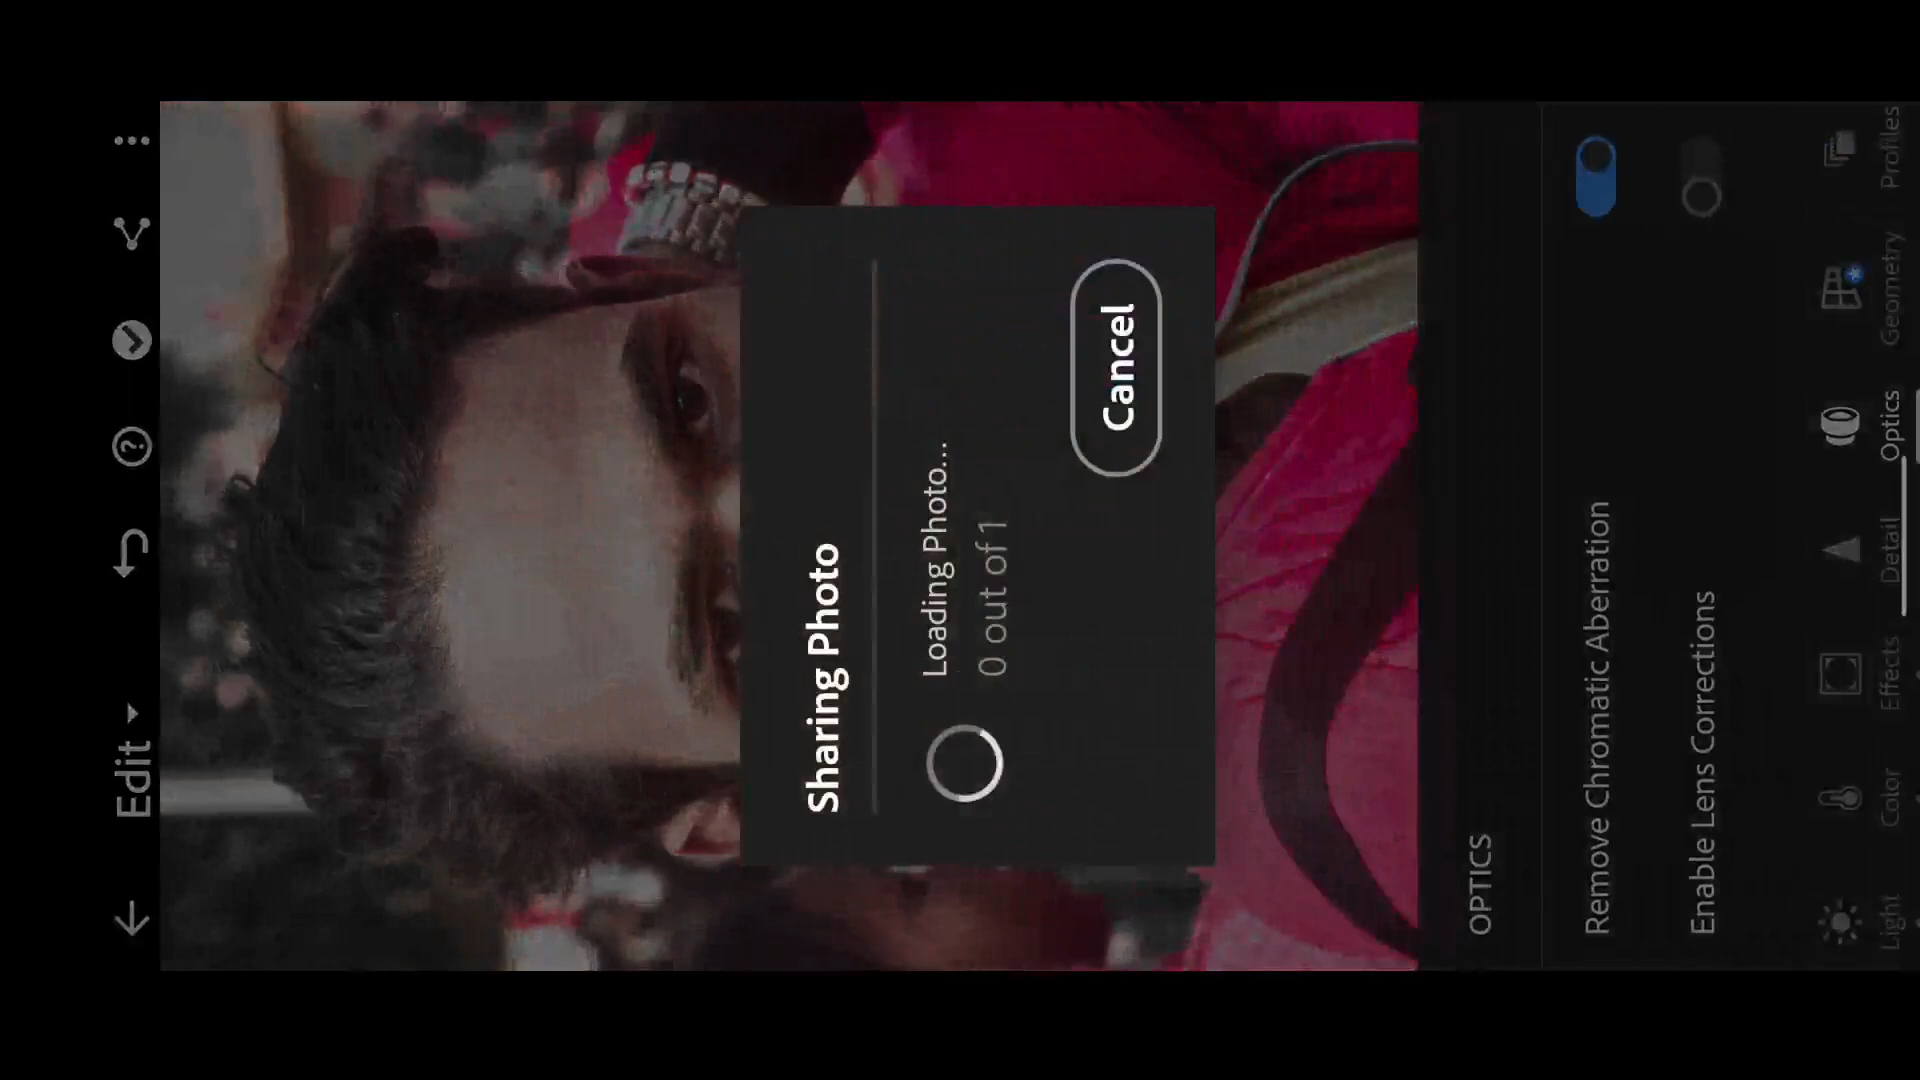 Edit
Sharing Photo
Loading Photo...
0 out of 1
Cancel
OPTICS
Remove Chromatic Aberration
Enable Lens Corrections
Light
Color
Effects
Detail
Optics
Geometry
Profiles